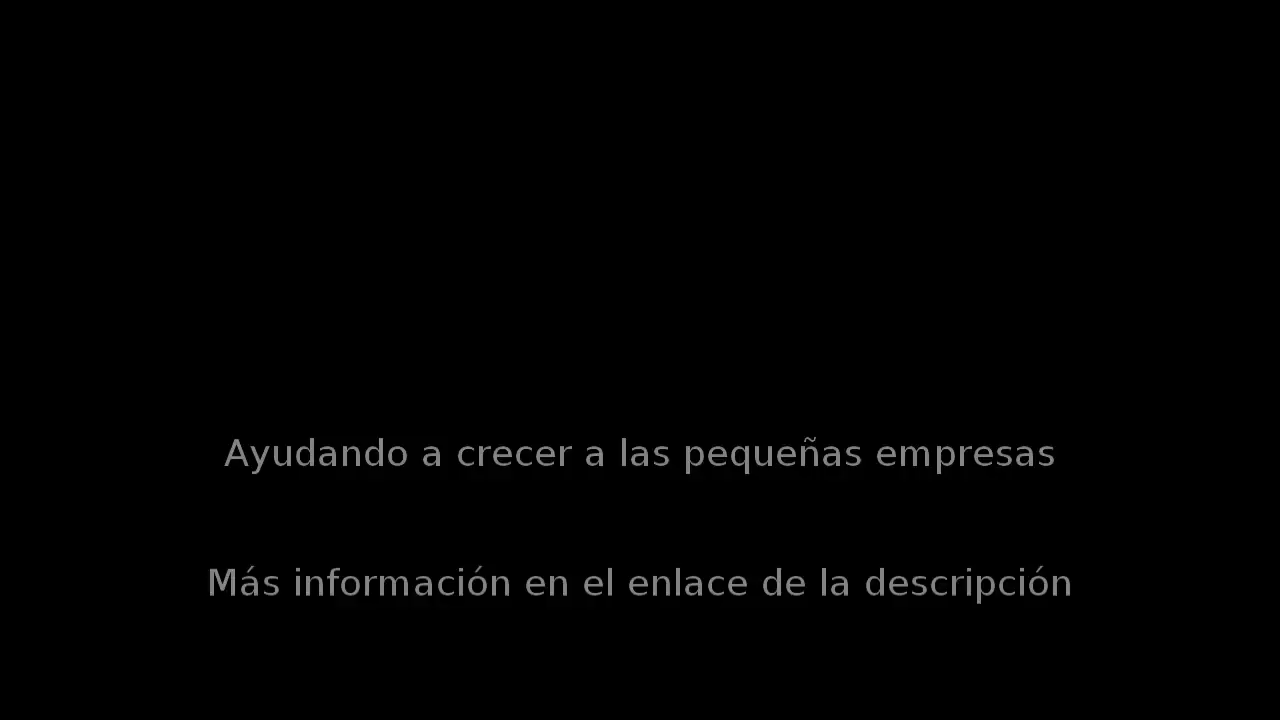 Ayudando a crecer a las pequeñas empresas
Más información en el enlace de la descripción